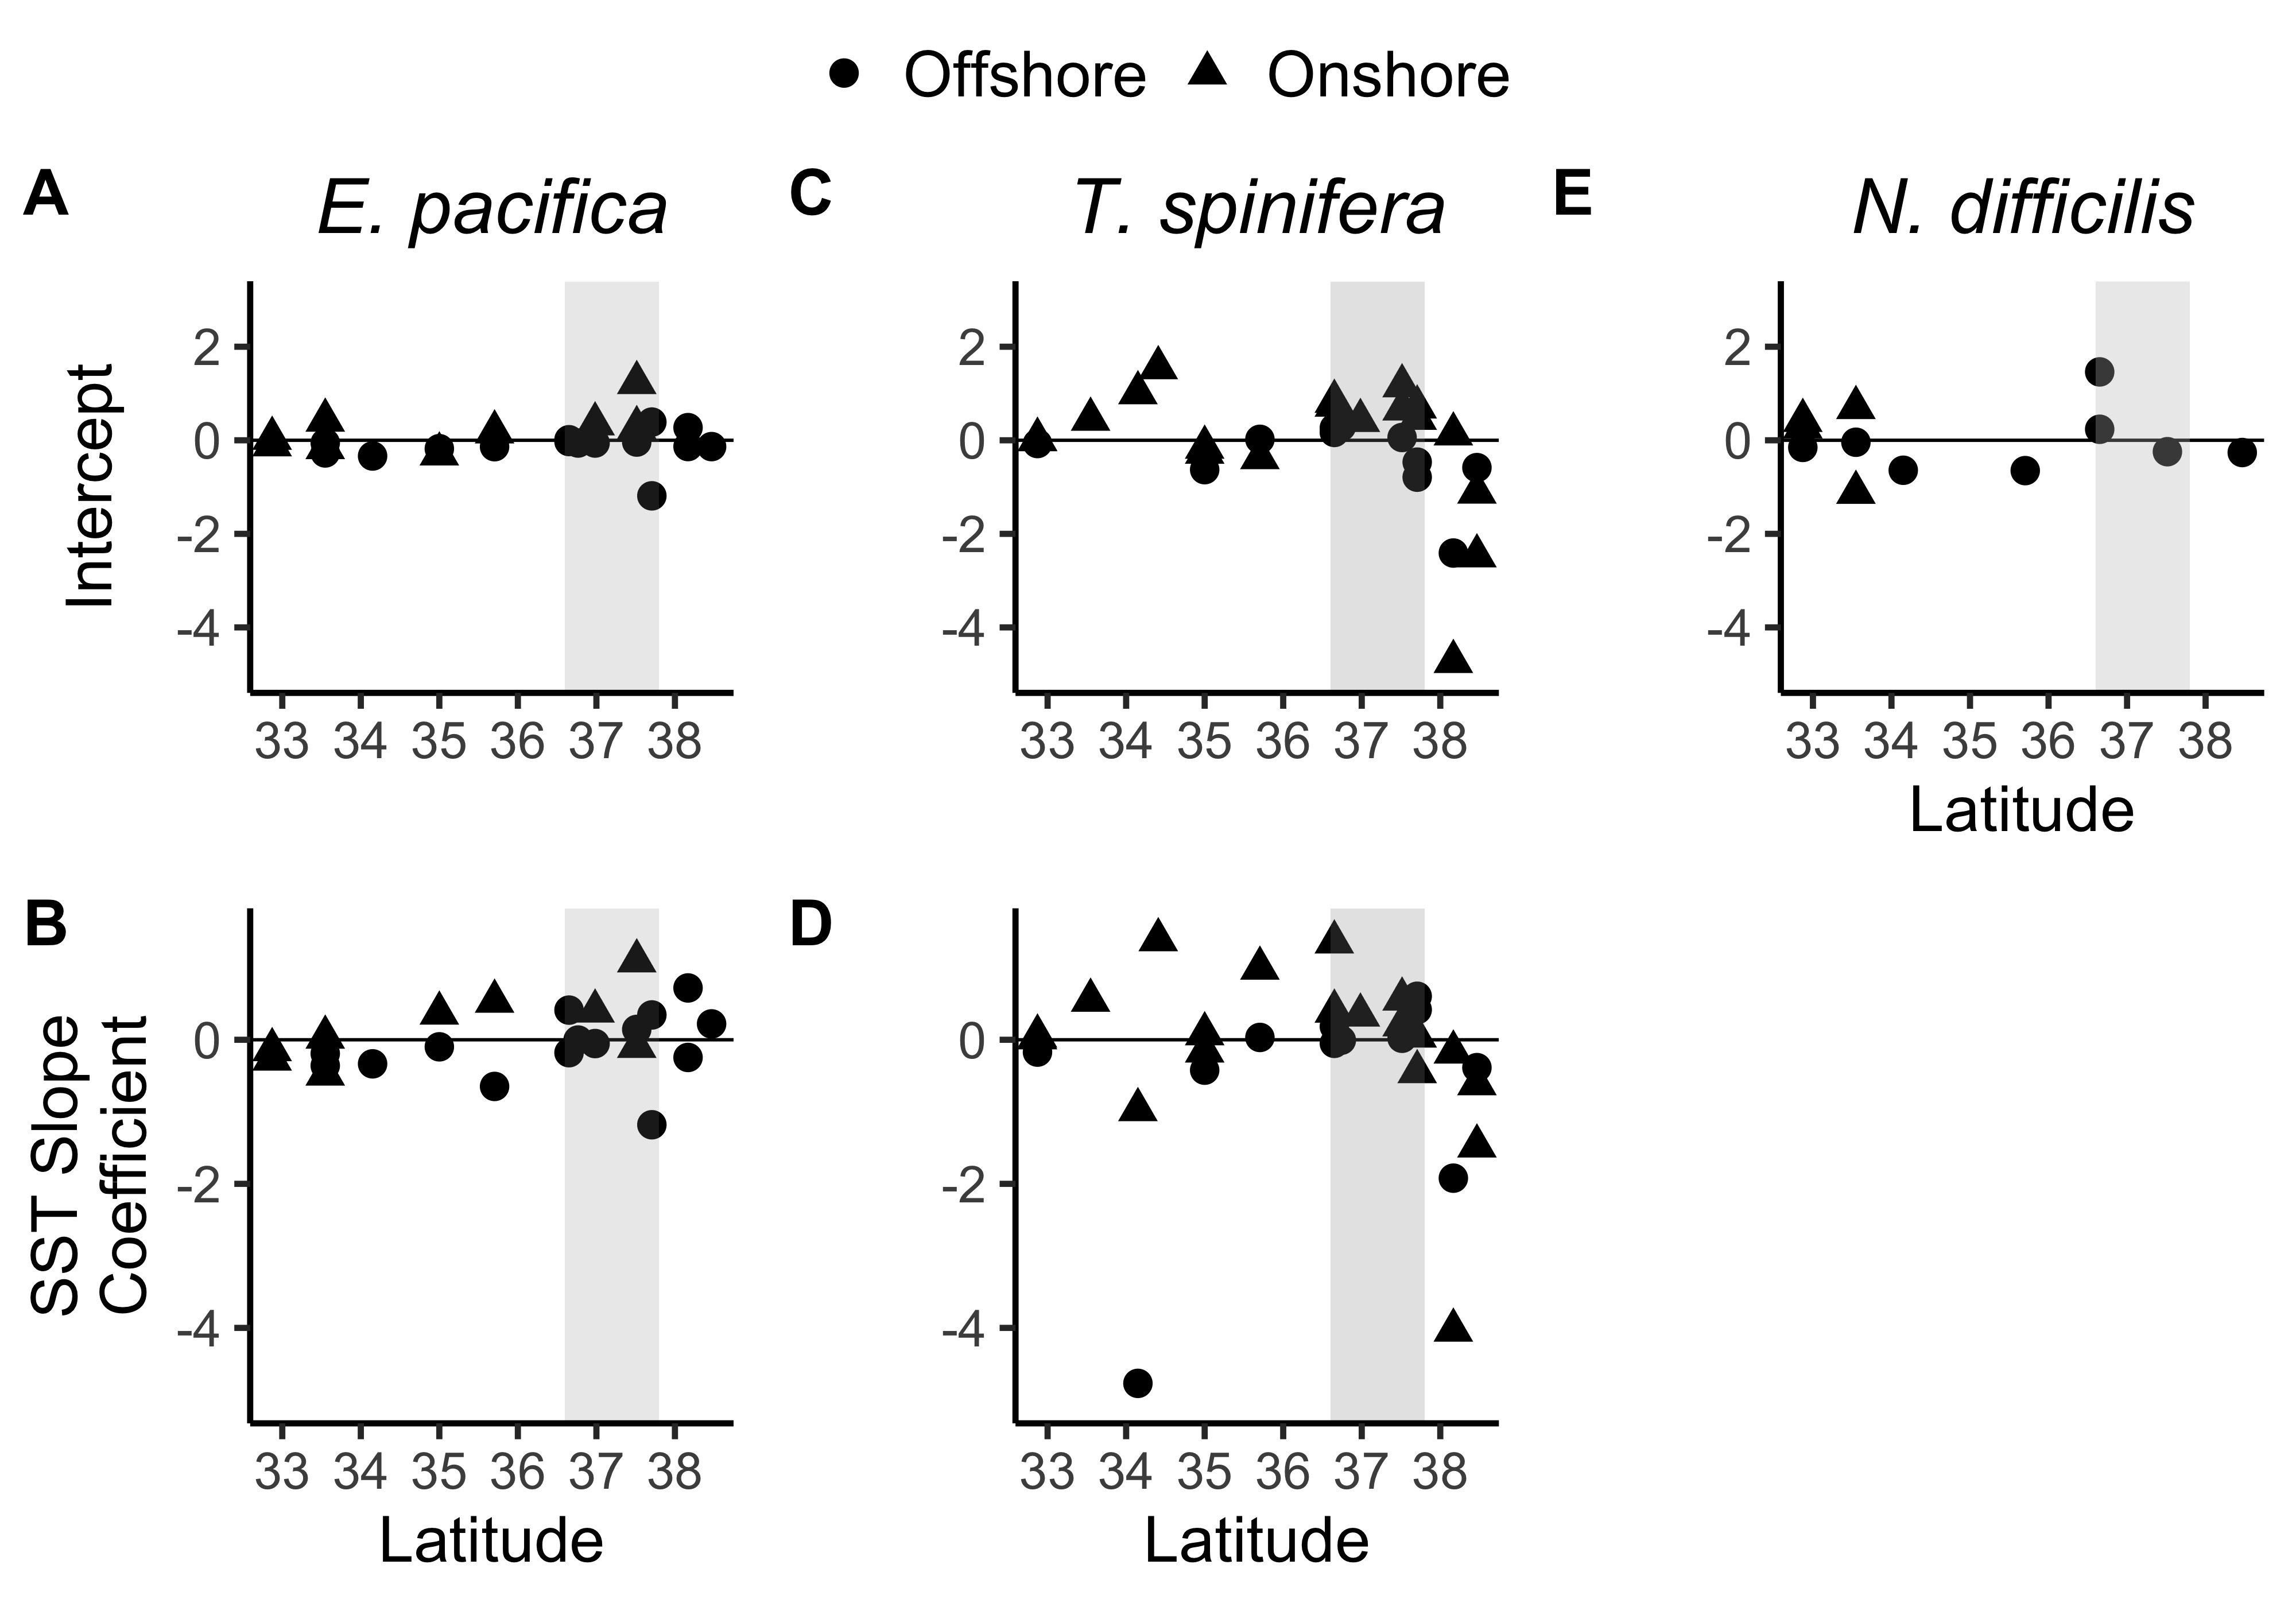 Offshore Onshore
A E. pacifica C T. spinifera E N. difficilis
Intercept
2 2 2
0 0 0
-2 -2 -2
-4 -4 -4
33 34 35 36 37 38 33 34 35 36 37 38 33 34 35 36 37 38
Latitude
B D
SST Slope
Coefficient
0 0
-2 -2
-4 -4
33 34 35 36 37 38 33 34 35 36 37 38
Latitude Latitude